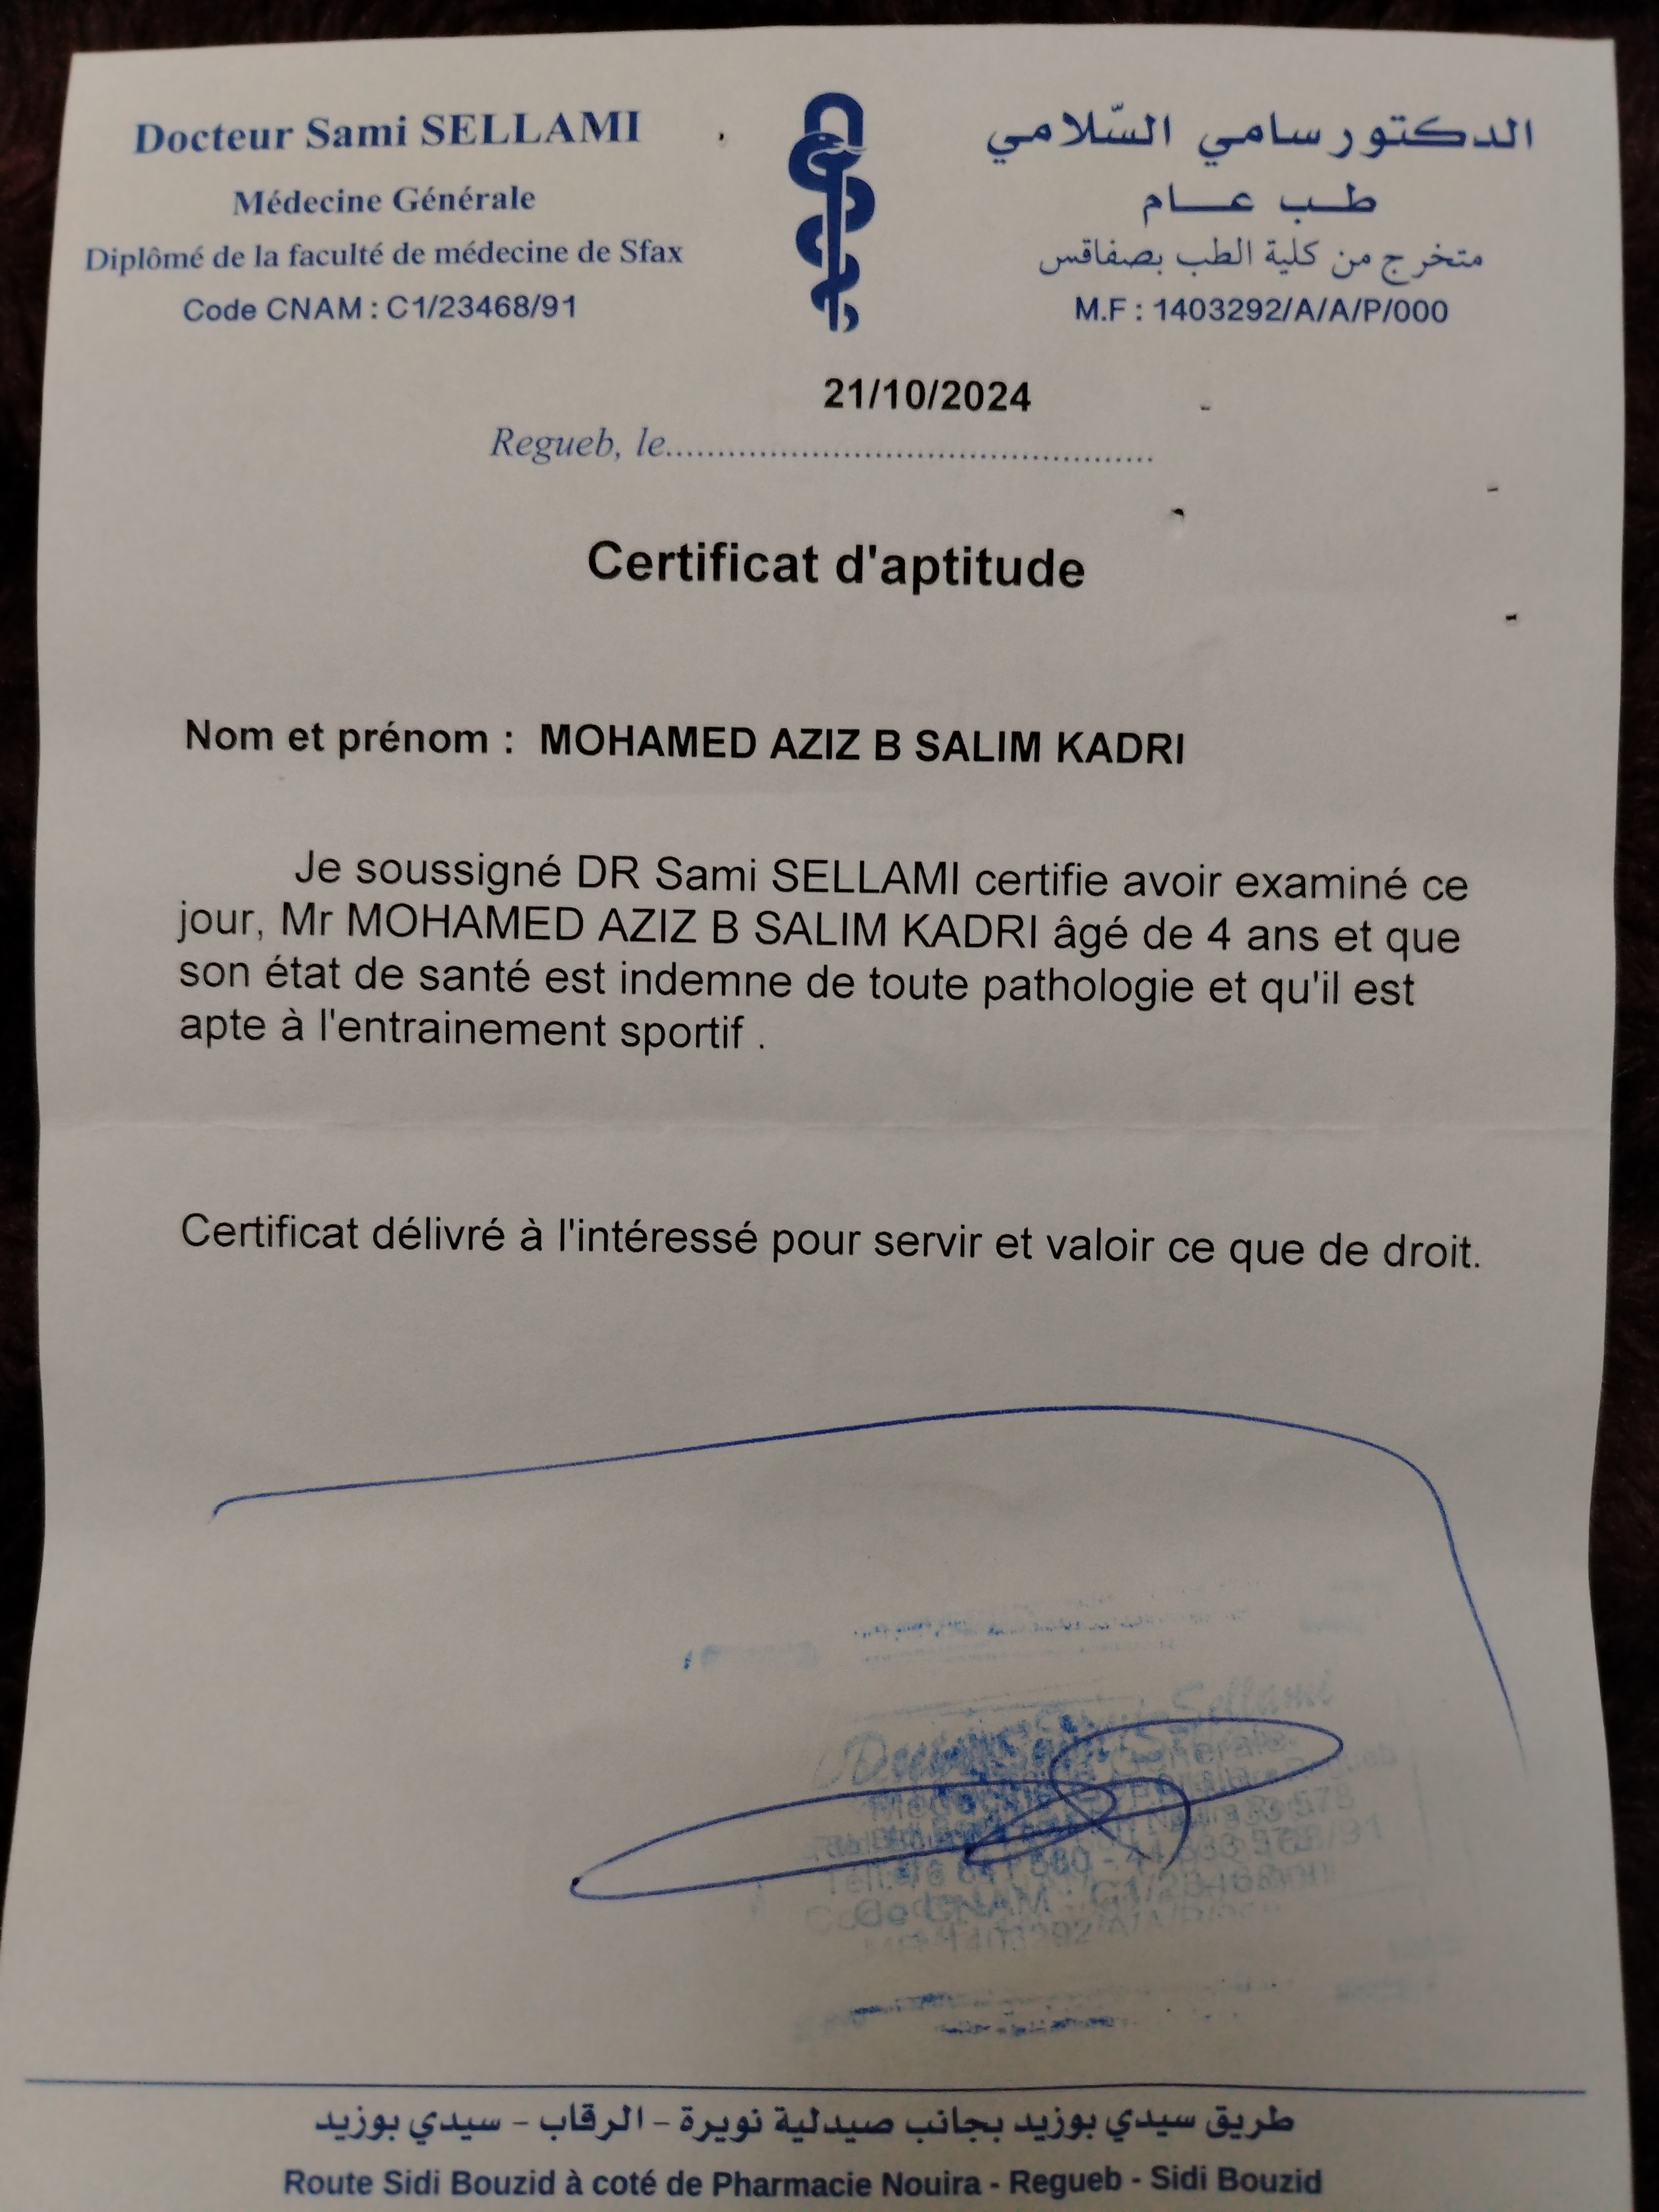 Docteur Sami SELLAMI
Médecine Générale
Diplômé de la faculté de médecine de Sfax
Code CNAM : C1/23468/91
الدكتور سامي السّلامي
طب عام
متخرج من كلية الطب بصفاقس
M.F : 1403292/A/A/P/000
21/10/2024
Regueb, le
Certificat d'aptitude
Nom et prénom : MOHAMED AZIZ B SALIM KADRI
Je soussigné DR Sami SELLAMI certifie avoir examiné ce
jour, Mr MOHAMED AZIZ B SALIM KADRI âgé de 4 ans et que
son état de santé est indemne de toute pathologie et qu'il est
apte à l'entrainement sportif .
Certificat délivré à l'intéressé pour servir et valoir ce que de droit.
Sellami
Générale
CNAM :
طريق سيدي بوزيد بجانب صيدلية نويرة - الرقاب - سيدي بوزيد
Route Sidi Bouzid à coté de Pharmacie Nouira - Regueb - Sidi Bouzid